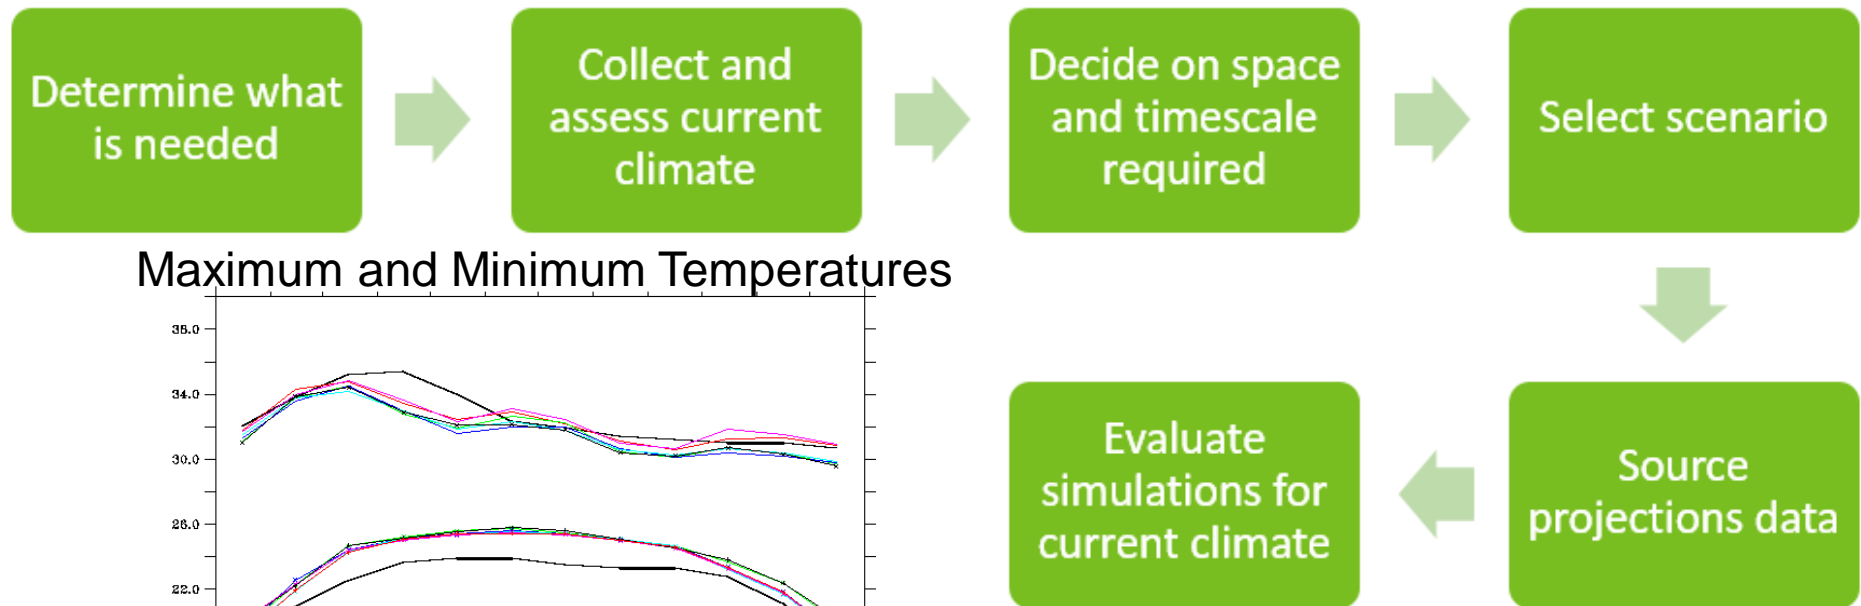 Determine what
is needed
Collect and
assess current
climate
Decide on space
and timescale
required
Select scenario
Maximum and Minimum Temperatures
38.0
34.0
30.0
26.0
22.0
Evaluate
simulations for
current climate
Source
projections data